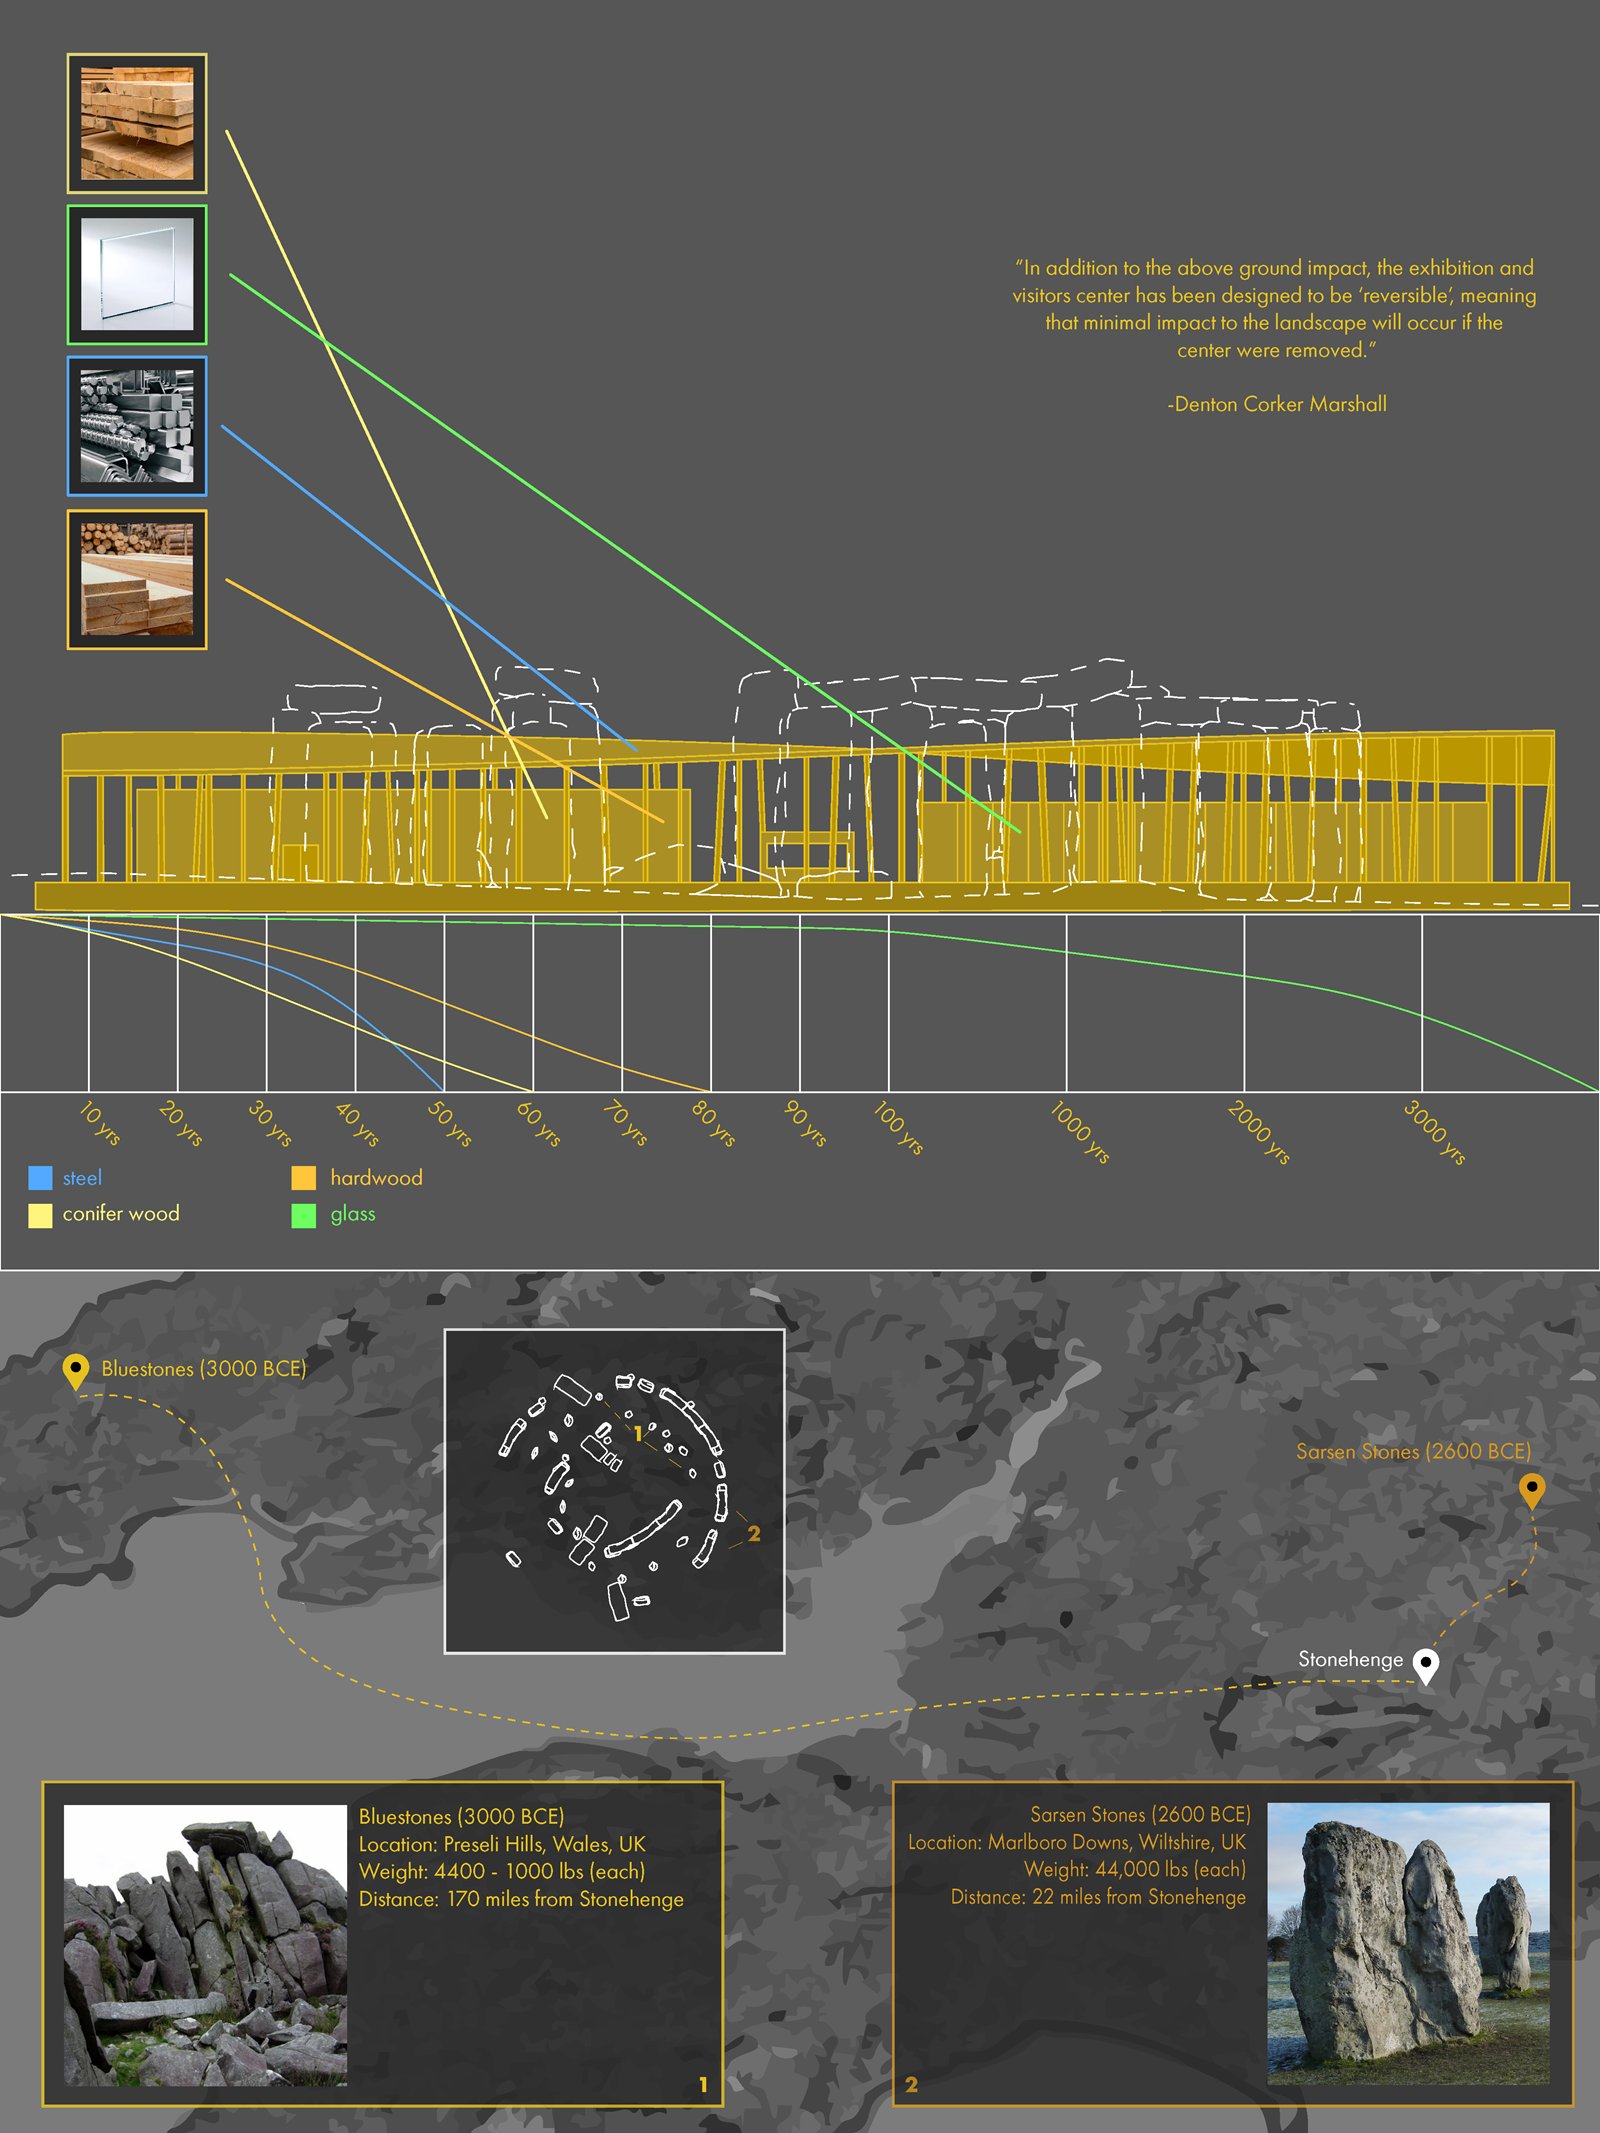 “In addition to the above ground impact, the exhibition and
visitors center has been designed to be ‘reversible’, meaning
that minimal impact to the landscape will occur if the
center were removed.”
-Denton Corker Marshall
10 yrs
20 yrs
30 yrs
40 yrs
50 yrs
60 yrs
70 yrs
80 yrs
90 yrs
100 yrs
1000 yrs
2000 yrs
3000 yrs
steel
hardwood
conifer wood
glass
Bluestones (3000 BCE)
1
2
Sarsen Stones (2600 BCE)
Stonehenge
Bluestones (3000 BCE)
Location: Preseli Hills, Wales, UK
Weight: 4400 - 1000 lbs (each)
Distance: 170 miles from Stonehenge
1
Sarsen Stones (2600 BCE)
Location: Marlboro Downs, Wiltshire, UK
Weight: 44,000 lbs (each)
Distance: 22 miles from Stonehenge
2